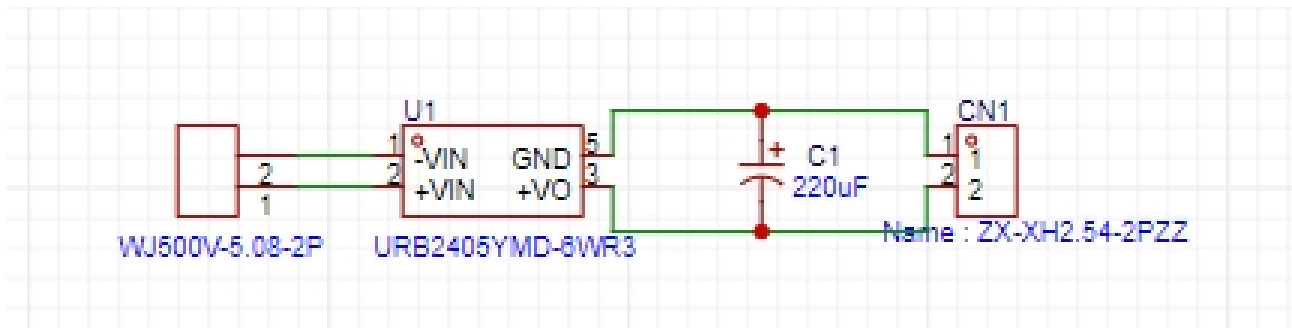 U1
CN1
1
-VIN
GND
5
1
1
+
C1
2
2
+VIN
+VO
3
220uF
2
2
1
WJ500V-5.08-2P
URB2405YMD-6WR3
Name : ZX-XH2.54-2PZZ